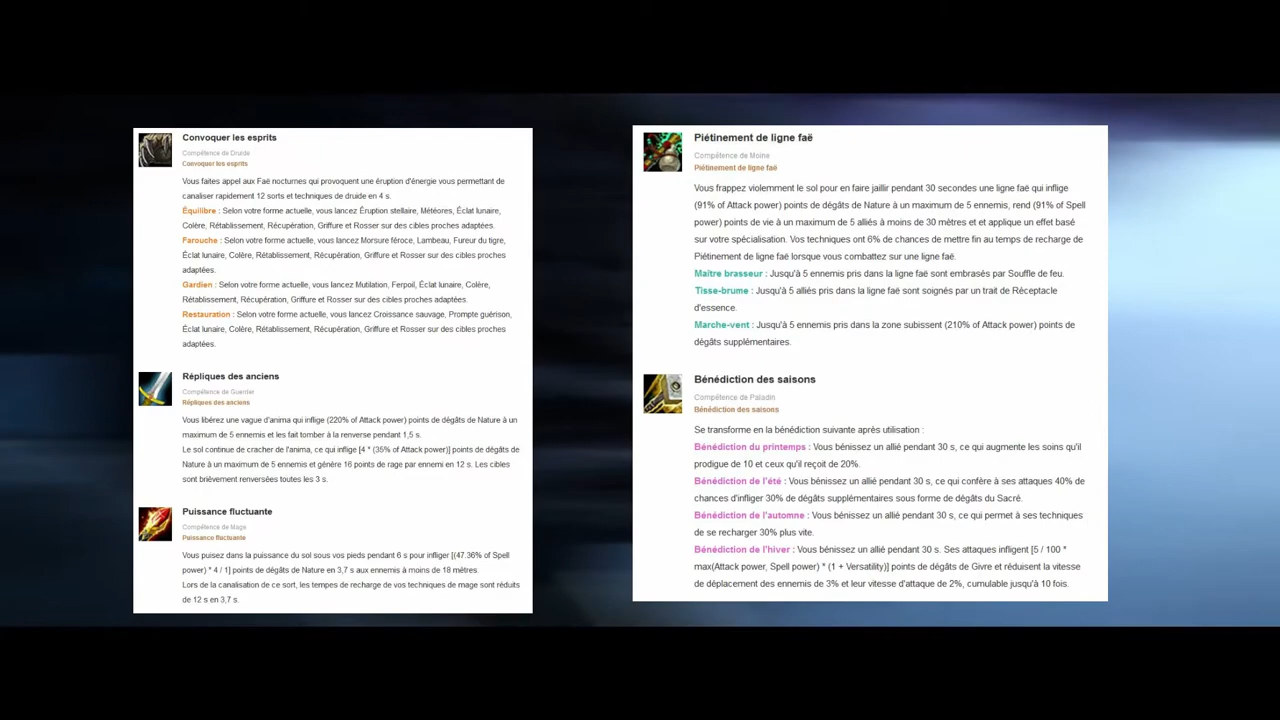 Convoquer les esprits
Compétence de Druide
Convoquer les esprits
Vous faites appel aux Faë nocturnes qui provoquent une éruption d'énergie vous permettant de
canaliser rapidement 12 sorts et techniques de druide en 4 s.
Équilibre : Selon votre forme actuelle, vous lancez Éruption stellaire, Météores, Éclat lunaire,
Colère, Rétablissement, Récupération, Griffure et Rosser sur des cibles proches adaptées.
Farouche : Selon votre forme actuelle, vous lancez Morsure féroce, Lambeau, Fureur du tigre,
Éclat lunaire, Colère, Rétablissement, Récupération, Griffure et Rosser sur des cibles proches
adaptées.
Gardien : Selon votre forme actuelle, vous lancez Mutilation, Ferpoil, Éclat lunaire, Colère,
Rétablissement, Récupération, Griffure et Rosser sur des cibles proches adaptées.
Restauration : Selon votre forme actuelle, vous lancez Croissance sauvage, Prompte guérison,
Éclat lunaire, Colère, Rétablissement, Récupération, Griffure et Rosser sur des cibles proches
adaptées.
Répliques des anciens
Compétence de Guerrier
Répliques des anciens
Vous libérez une vague d'anima qui inflige (220% of Attack power) points de dégâts de Nature à un
maximum de 5 ennemis et les fait tomber à la renverse pendant 1,5 s.
Le sol continue de cracher de l'anima, ce qui inflige [4 * (35% of Attack power)] points de dégâts de
Nature à un maximum de 5 ennemis et génère 16 points de rage par ennemi en 12 s. Les cibles
sont brièvement renversées toutes les 3 s.
Puissance fluctuante
Compétence de Mage
Puissance fluctuante
Vous puisez dans la puissance du sol sous vos pieds pendant 6 s pour infliger [(47.36% of Spell
power) * 4 / 1] points de dégâts de Nature en 3,7 s aux ennemis à moins de 18 mètres.
Lors de la canalisation de ce sort, les tempes de recharge de vos techniques de mage sont réduits
de 12 s en 3,7 s.
Piétinement de ligne faë
Compétence de Moine
Piétinement de ligne faë
Vous frappez violemment le sol pour en faire jaillir pendant 30 secondes une ligne faë qui inflige
(91% of Attack power) points de dégâts de Nature à un maximum de 5 ennemis, rend (91% of Spell
power) points de vie à un maximum de 5 alliés à moins de 30 mètres et et applique un effet basé
sur votre spécialisation. Vos techniques ont 6% de chances de mettre fin au temps de recharge de
Piétinement de ligne faë lorsque vous combattez sur une ligne faë.
Maître brasseur : Jusqu'à 5 ennemis pris dans la ligne faë sont embrasés par Souffle de feu.
Tisse-brume : Jusqu'à 5 alliés pris dans la ligne faë sont soignés par un trait de Réceptacle
d'essence.
Marche-vent : Jusqu'à 5 ennemis pris dans la zone subissent (210% of Attack power) points de
dégâts supplémentaires.
Bénédiction des saisons
Compétence de Paladin
Bénédiction des saisons
Se transforme en la bénédiction suivante après utilisation :
Bénédiction du printemps : Vous bénissez un allié pendant 30 s, ce qui augmente les soins qu'il
prodigue de 10 et ceux qu'il reçoit de 20%.
Bénédiction de l'été : Vous bénissez un allié pendant 30 s, ce qui confère à ses attaques 40% de
chances d'infliger 30% de dégâts supplémentaires sous forme de dégâts du Sacré.
Bénédiction de l'automne : Vous bénissez un allié pendant 30 s, ce qui permet à ses techniques
de se recharger 30% plus vite.
Bénédiction de l'hiver : Vous bénissez un allié pendant 30 s. Ses attaques infligent [5 / 100 *
max(Attack power, Spell power) * (1 + Versatility)] points de dégâts de Givre et réduisent la vitesse
de déplacement des ennemis de 3% et leur vitesse d'attaque de 2%, cumulable jusqu'à 10 fois.